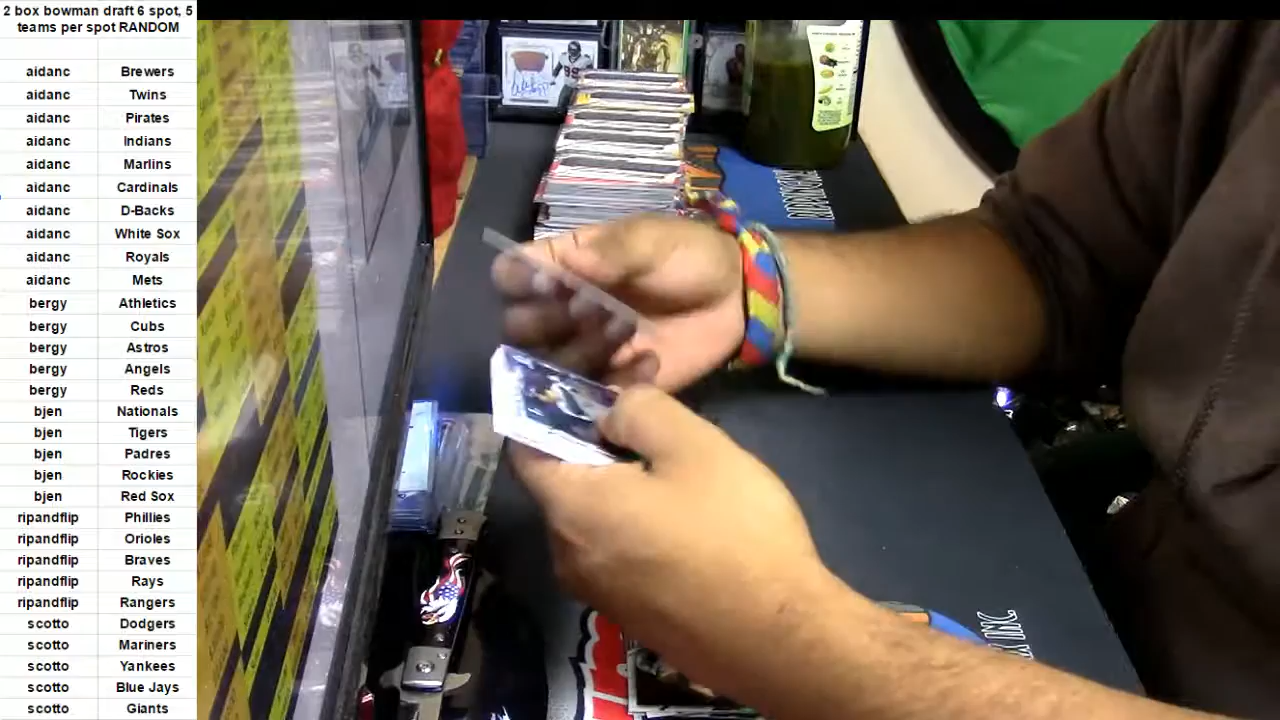 2 box bowman draft 6 spot, 5
teams per spot RANDOM
aidanc Brewers
aidanc Twins
aidanc Pirates
aidanc Indians
aidanc Marlins
aidanc Cardinals
aidanc D-Backs
aidanc White Sox
aidanc Royals
aidanc Mets
bergy Athletics
bergy Cubs
bergy Astros
bergy Angels
bergy Reds
bjen Nationals
bjen Tigers
bjen Padres
bjen Rockies
bjen Red Sox
ripandflip Phillies
ripandflip Orioles
ripandflip Braves
ripandflip Rays
ripandflip Rangers
scotto Dodgers
scotto Mariners
scotto Yankees
scotto Blue Jays
scotto Giants
99